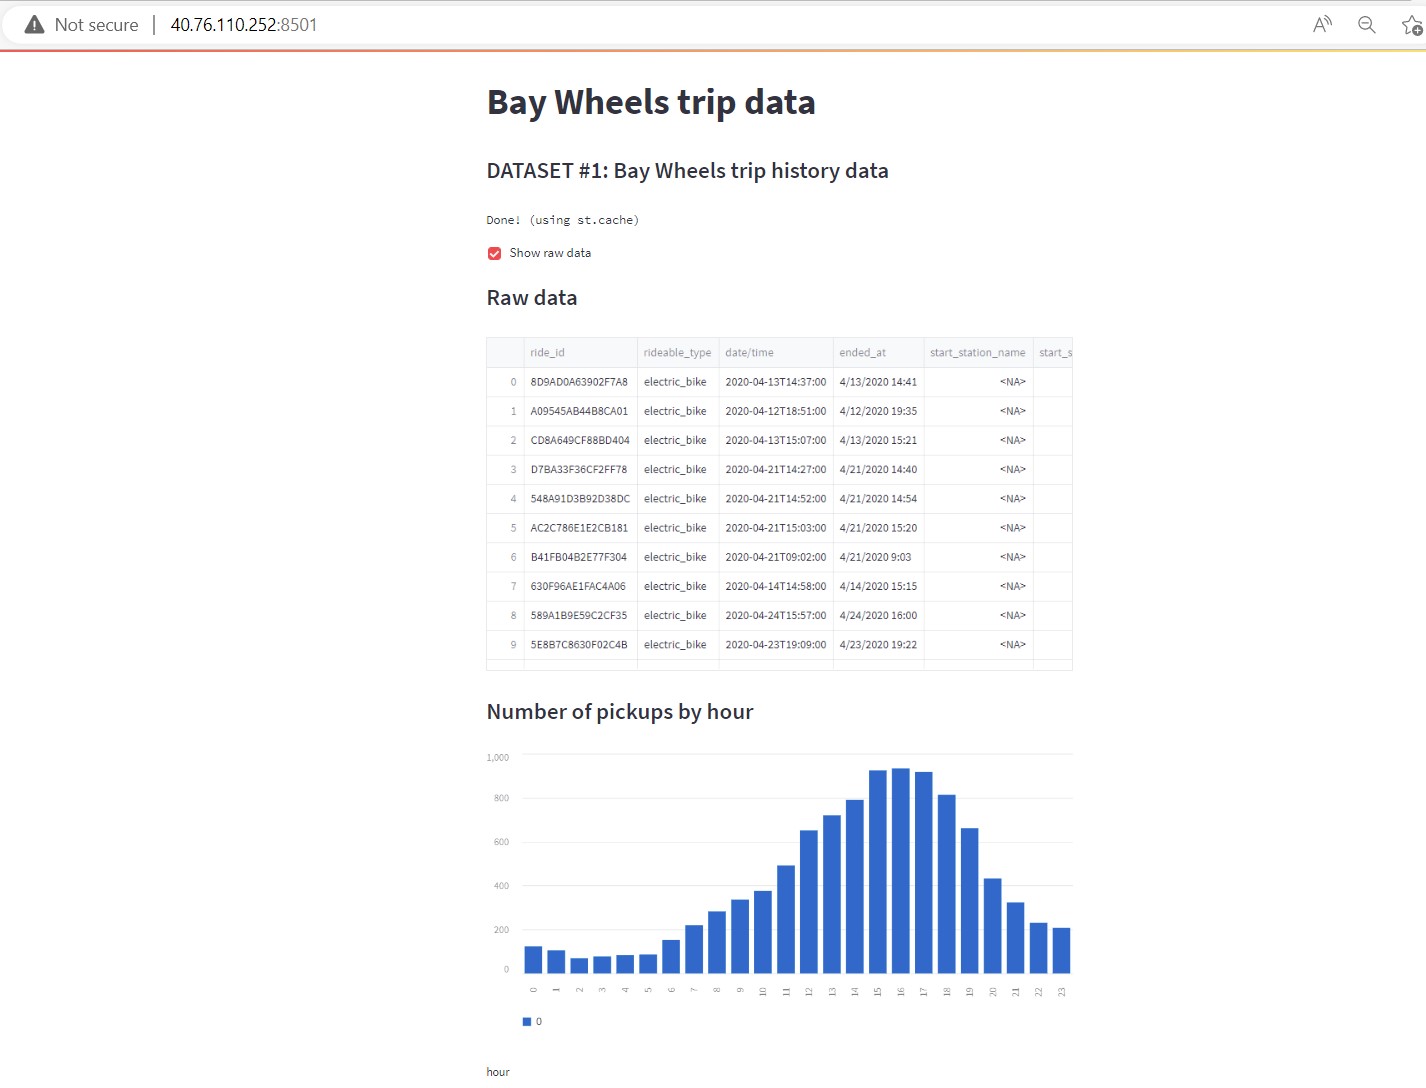 Not secure | 40.76.110.252:8501
Bay Wheels trip data
DATASET #1: Bay Wheels trip history data
Done! (using st.cache)
Show raw data
Raw data
ride_id rideable_type date/time ended_at start_station_name start_s
0 8D9AD0A63902F7A8 electric_bike 2020-04-13T14:37:00 4/13/2020 14:41 <NA>
1 A09545AB44B8CA01 electric_bike 2020-04-12T18:51:00 4/12/2020 19:35 <NA>
2 CD8A649CF88BD404 electric_bike 2020-04-13T15:07:00 4/13/2020 15:21 <NA>
3 D7BA33F36CF2FF78 electric_bike 2020-04-21T14:27:00 4/21/2020 14:40 <NA>
4 548A91D3B92D38DC electric_bike 2020-04-21T14:52:00 4/21/2020 14:54 <NA>
5 AC2C786E1E2CB181 electric_bike 2020-04-21T15:03:00 4/21/2020 15:20 <NA>
6 B41FB04B2E77F304 electric_bike 2020-04-21T09:02:00 4/21/2020 9:03 <NA>
7 630F96AE1FAC4A06 electric_bike 2020-04-14T14:58:00 4/14/2020 15:15 <NA>
8 589A1B9E59C2CF35 electric_bike 2020-04-24T15:57:00 4/24/2020 16:00 <NA>
9 5E8B7C8630F02C4B electric_bike 2020-04-23T19:09:00 4/23/2020 19:22 <NA>
Number of pickups by hour
1,000
800
600
400
200
0
0 1 2 3 4 5 6 7 8 9 10 11 12 13 14 15 16 17 18 19 20 21 22 23
0
hour